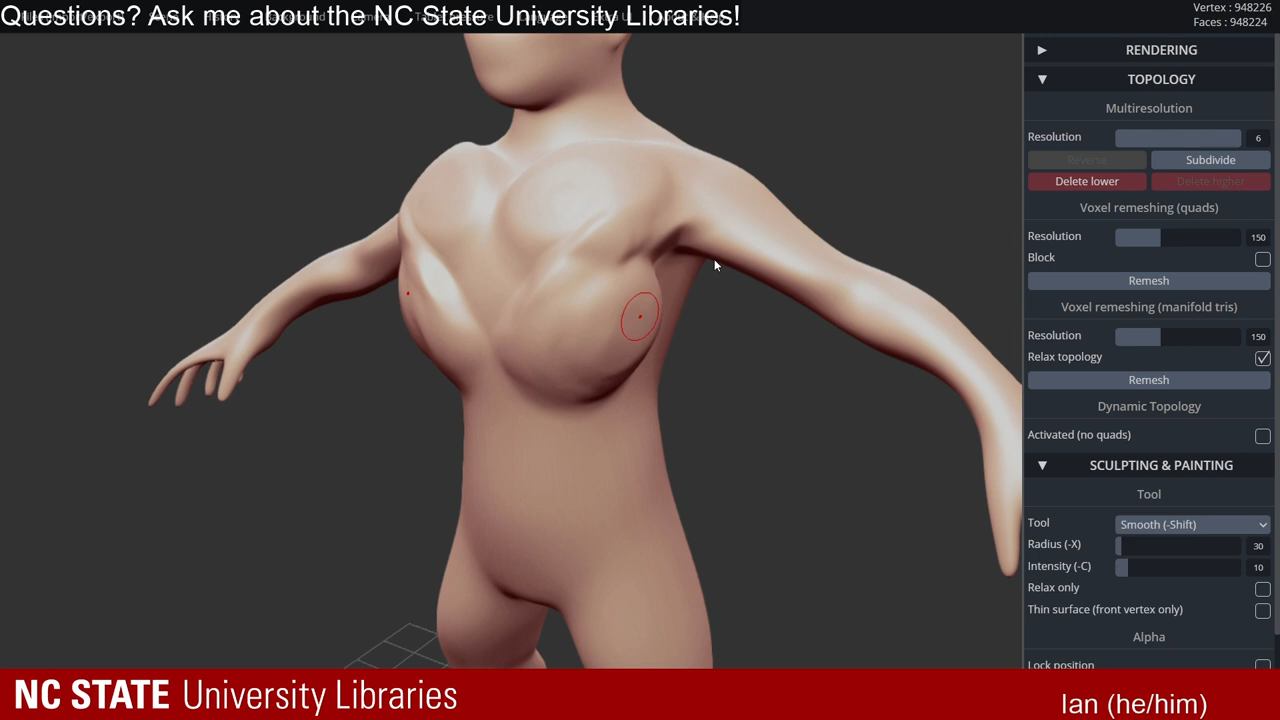 Questions? Ask me about the NC State University Libraries!
Vertex : 948226
Faces : 948224
RENDERING
TOPOLOGY
Multiresolution
Resolution 6
Reverse Subdivide
Delete lower Delete higher
Voxel remeshing (quads)
Resolution 150
Block
Remesh
Voxel remeshing (manifold tris)
Resolution 150
Relax topology
Remesh
Dynamic Topology
Activated (no quads)
SCULPTING & PAINTING
Tool
Tool Smooth (-Shift)
Radius (-X) 30
Intensity (-C) 10
Relax only
Thin surface (front vertex only)
Alpha
Lock position
NC STATE University Libraries
Ian (he/him)